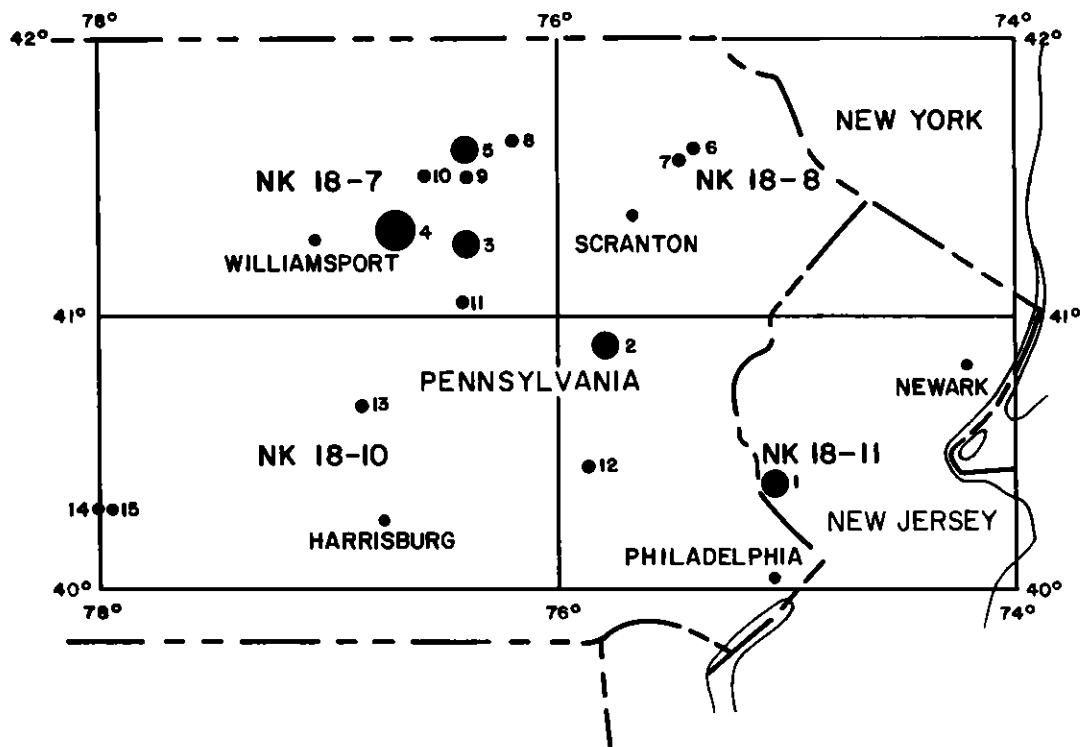 78° 76° 74°
42° 42°
NEW YORK
5 8
6
7
10 9
NK 18-7 NK 18-8
4 3
SCRANTON
WILLIAMSPORT
11
41° 41°
2
PENNSYLVANIA
NEWARK
13
NK 18-10 NK 18-11
12
1
14 15
NEW JERSEY
HARRISBURG
PHILADELPHIA
40° 40°
78° 76° 74°